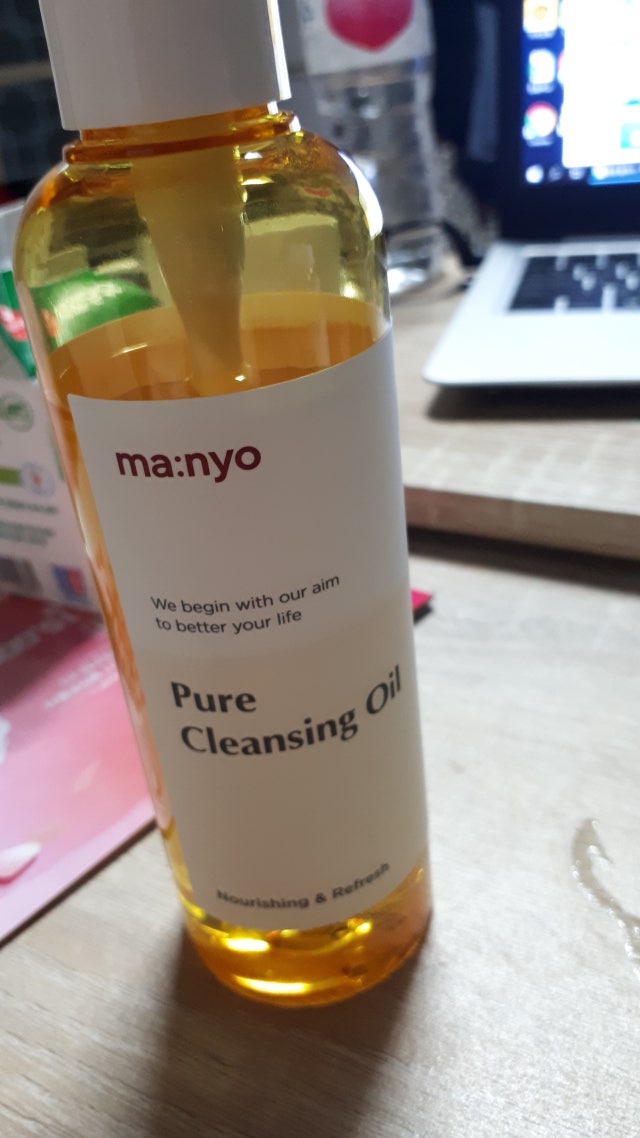 ma:nyo
We begin with our aim
to better your life
Pure
Cleansing Oil
Nourishing & Refresh